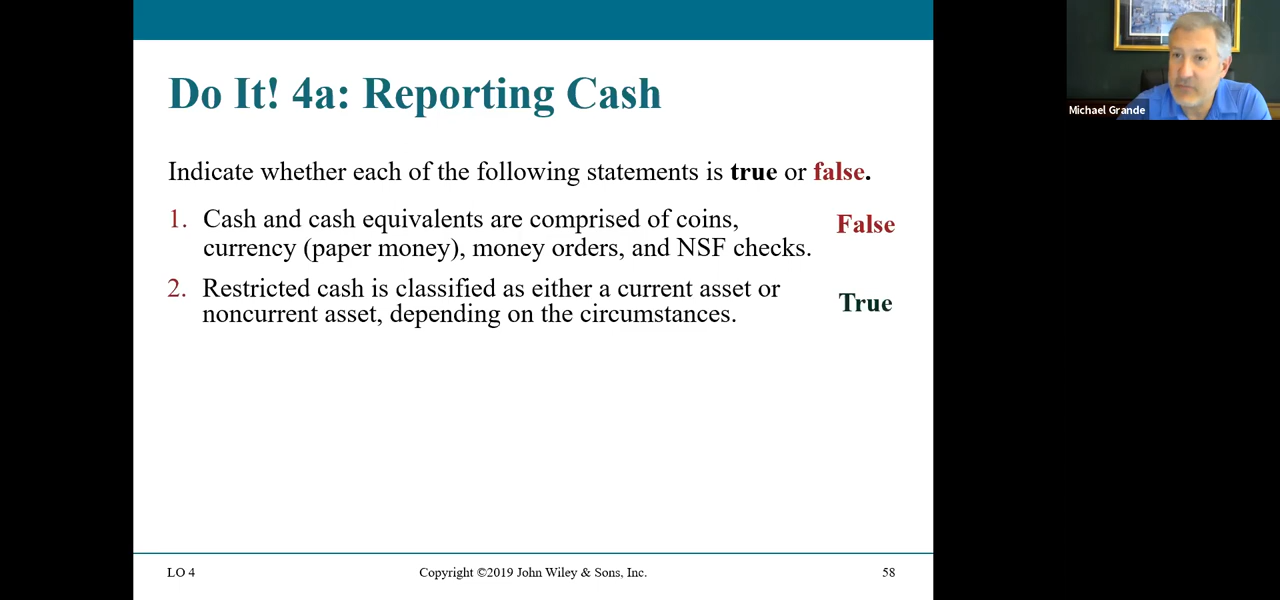 Do It! 4a: Reporting Cash
Michael Grande
Indicate whether each of the following statements is true or false.
1. Cash and cash equivalents are comprised of coins,
currency (paper money), money orders, and NSF checks.
False
2. Restricted cash is classified as either a current asset or
noncurrent asset, depending on the circumstances.
True
LO 4
Copyright ©2019 John Wiley & Sons, Inc.
58